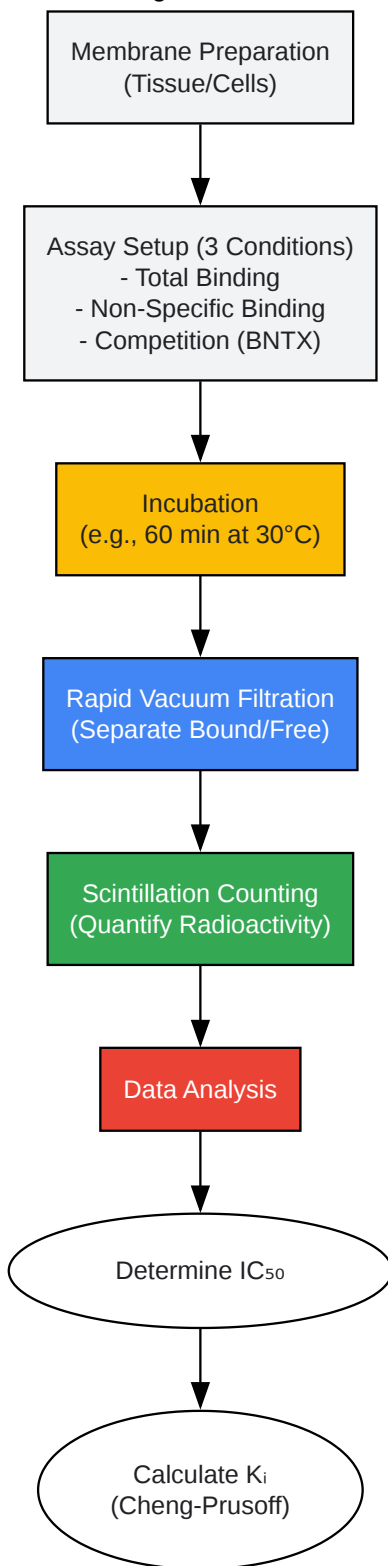 Membrane Preparation
(Tissue/Cells)
Assay Setup (3 Conditions)
- Total Binding
- Non-Specific Binding
- Competition (BNTX)
Incubation
(e.g., 60 min at 30°C)
Rapid Vacuum Filtration
(Separate Bound/Free)
Scintillation Counting
(Quantify Radioactivity)
Data Analysis
Determine IC₅₀
Calculate Kᵢ
(Cheng-Prusoff)